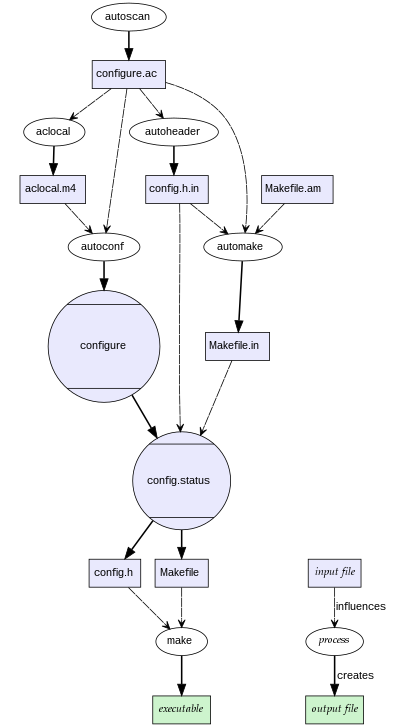 autoscan
configure.ac
aclocal
autoheader
aclocal.m4
config.h.in
Makefile.am
autoconf
automake
configure
Makefile.in
config.status
config.h
Makefile
input file
influences
make
process
creates
executable
output file